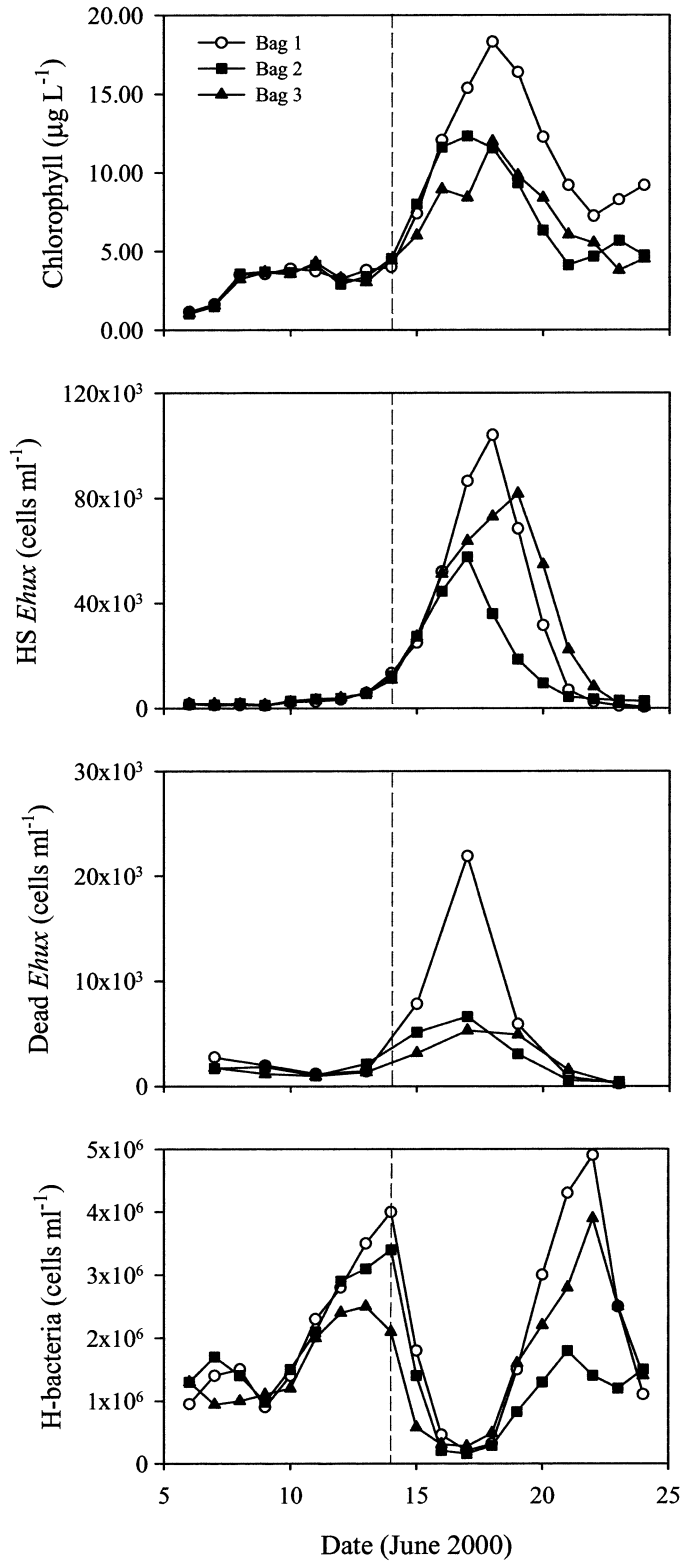 20.00
15.00
10.00
5.00
0.00
Chlorophyll (µg L⁻¹)
Bag 1
Bag 2
Bag 3
120x10³
80x10³
40x10³
0
HS Ehux (cells ml⁻¹)
30x10³
20x10³
10x10³
0
Dead Ehux (cells ml⁻¹)
5x10⁶
4x10⁶
3x10⁶
2x10⁶
1x10⁶
0
H-bacteria (cells ml⁻¹)
5 10 15 20 25
Date (June 2000)